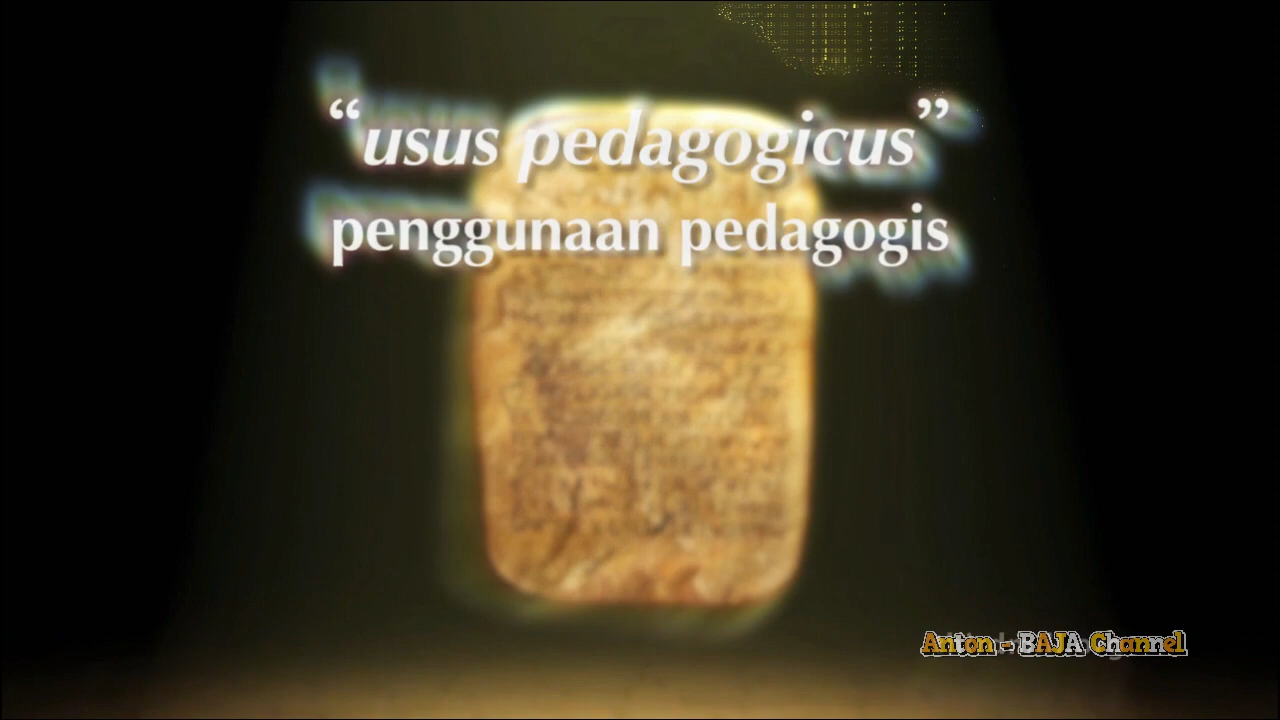 “usus pedagogicus”
penggunaan pedagogis
Anton - BAJA Channel